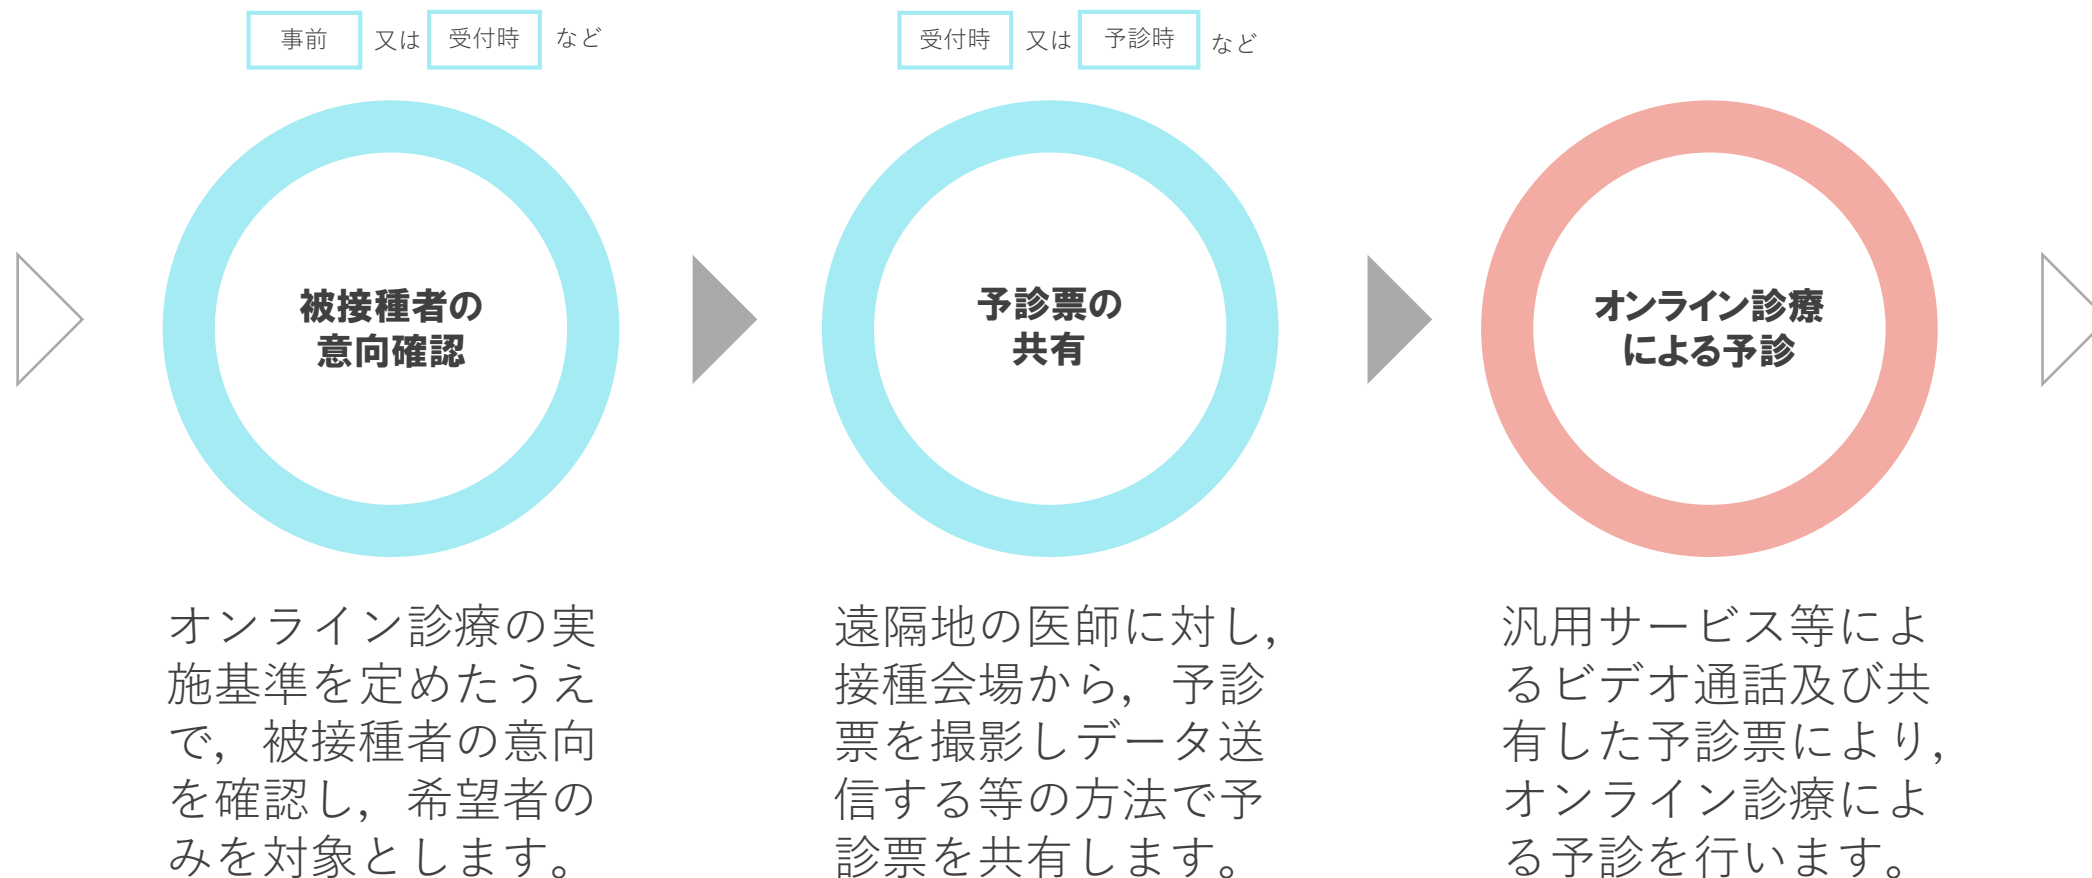 事前 又は 受付時 など
受付時 又は 予診時 など
被接種者の
意向確認
予診票の
共有
オンライン診療
による予診
オンライン診療の実
施基準を定めたうえ
で，被接種者の意向
を確認し，希望者の
みを対象とします。
遠隔地の医師に対し，
接種会場から，予診
票を撮影しデータ送
信する等の方法で予
診票を共有します。
汎用サービス等によ
るビデオ通話及び共
有した予診票により，
オンライン診療によ
る予診を行います。